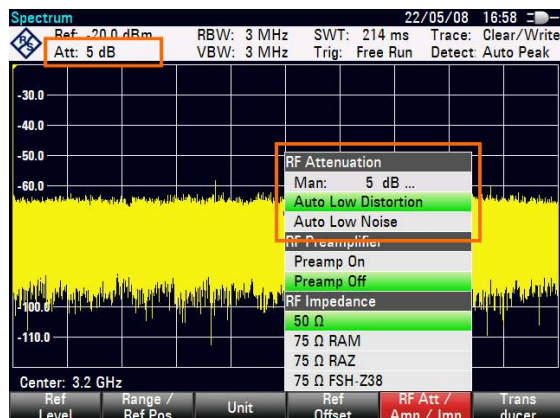 Spectrum 22/05/08 16:58
Ref: -20.0 dBm RBW: 3 MHz SWT: 214 ms Trace: Clear/Write
Att: 5 dB VBW: 3 MHz Trig: Free Run Detect: Auto Peak
-30.0
-40.0
-50.0
-60.0
-100.0
-110.0
RF Attenuation
Man: 5 dB ...
Auto Low Distortion
Auto Low Noise
RF Preamplifier
Preamp On
Preamp Off
RF Impedance
50 Ω
75 Ω RAM
75 Ω RAZ
75 Ω FSH-Z38
Center: 3.2 GHz
Ref Level
Range / Ref Pos
Unit
Ref Offset
RF Att / Amp / Imp
Trans ducer